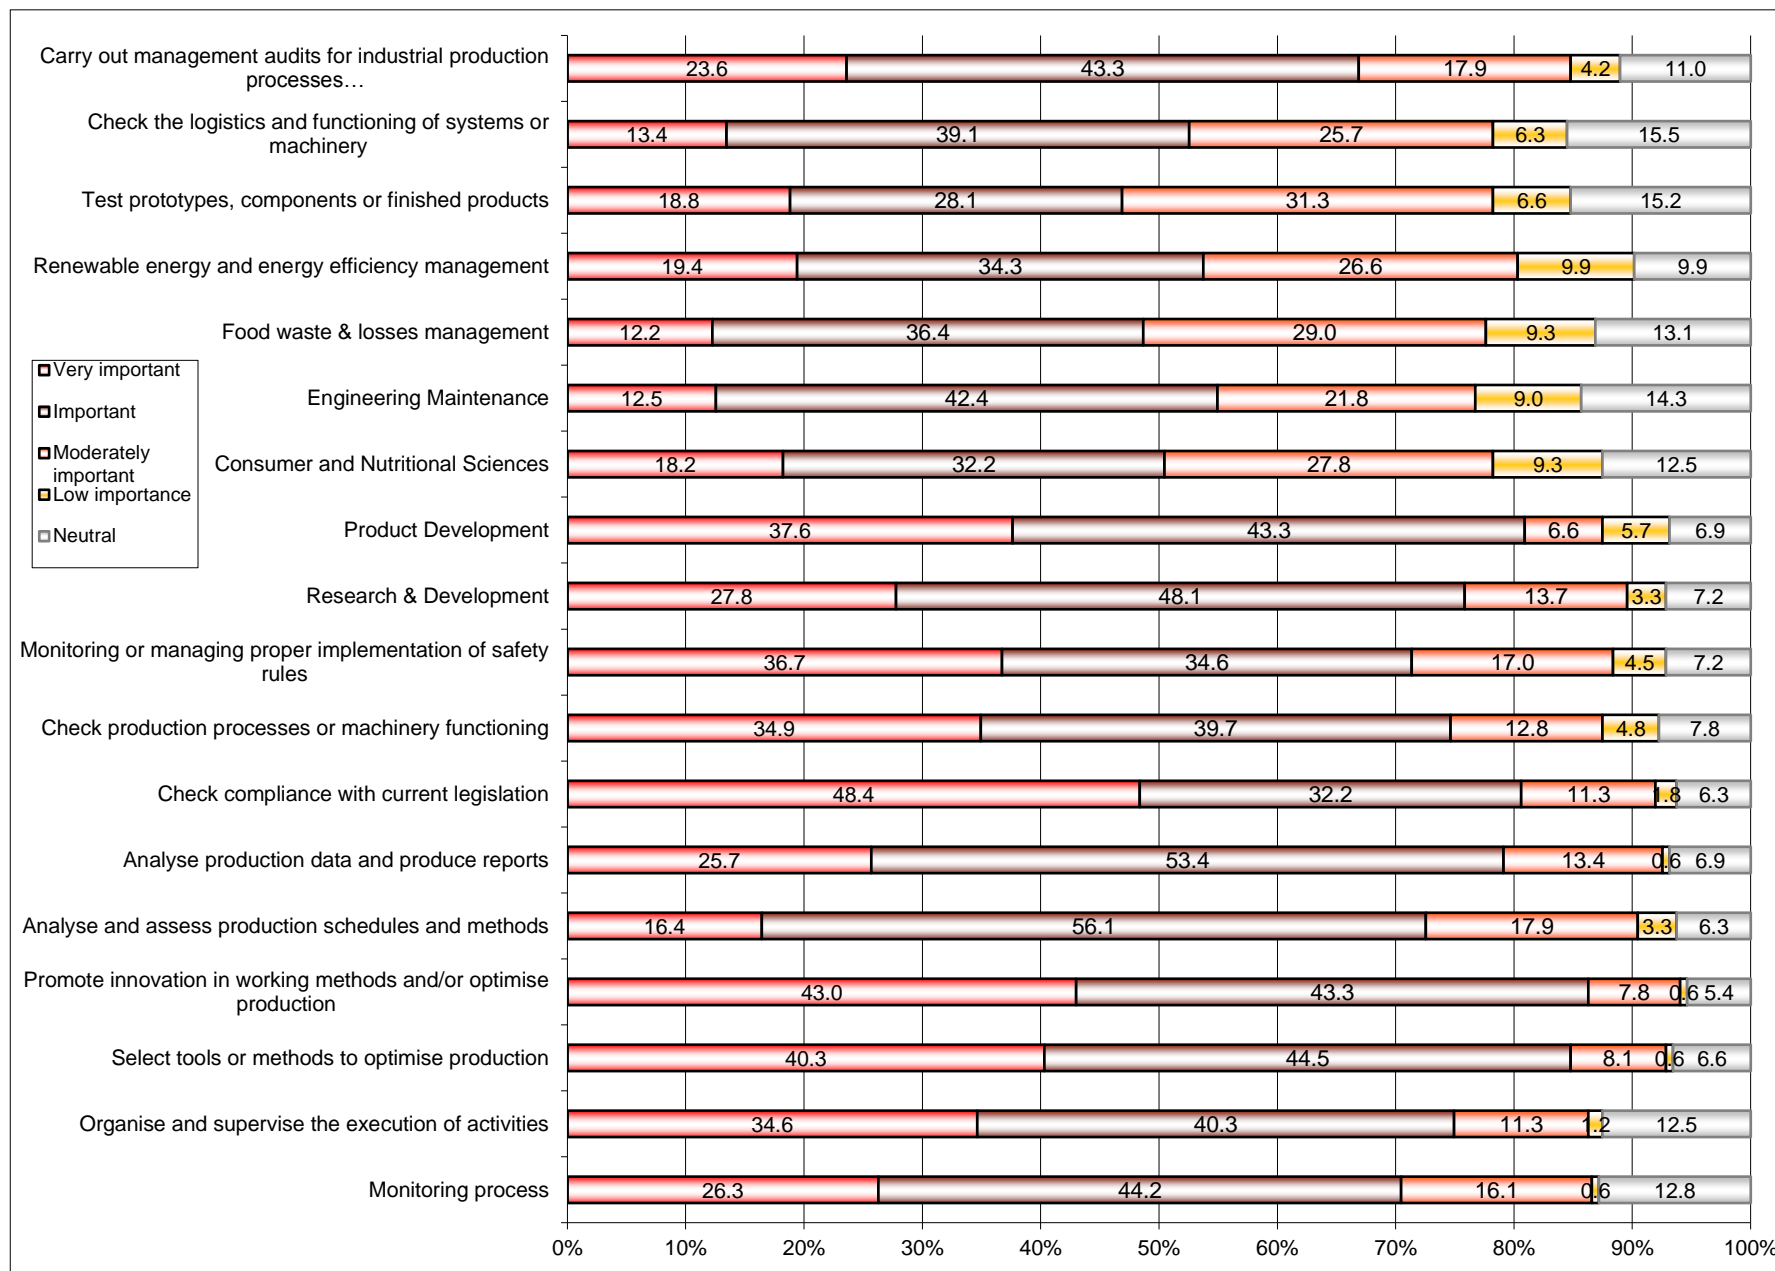 Carry out management audits for industrial production
processes…
23.6 43.3 17.9 4.2 11.0
Check the logistics and functioning of systems or
machinery
13.4 39.1 25.7 6.3 15.5
Test prototypes, components or finished products
18.8 28.1 31.3 6.6 15.2
Renewable energy and energy efficiency management
19.4 34.3 26.6 9.9 9.9
Food waste & losses management
12.2 36.4 29.0 9.3 13.1
Engineering Maintenance
12.5 42.4 21.8 9.0 14.3
Consumer and Nutritional Sciences
18.2 32.2 27.8 9.3 12.5
Product Development
37.6 43.3 6.6 5.7 6.9
Research & Development
27.8 48.1 13.7 3.3 7.2
Monitoring or managing proper implementation of safety
rules
36.7 34.6 17.0 4.5 7.2
Check production processes or machinery functioning
34.9 39.7 12.8 4.8 7.8
Check compliance with current legislation
48.4 32.2 11.3 1.8 6.3
Analyse production data and produce reports
25.7 53.4 13.4 0.6 6.9
Analyse and assess production schedules and methods
16.4 56.1 17.9 3.3 6.3
Promote innovation in working methods and/or optimise
production
43.0 43.3 7.8 0.6 5.4
Select tools or methods to optimise production
40.3 44.5 8.1 0.6 6.6
Organise and supervise the execution of activities
34.6 40.3 11.3 1.2 12.5
Monitoring process
26.3 44.2 16.1 0.6 12.8
0% 10% 20% 30% 40% 50% 60% 70% 80% 90% 100%
Very important
Important
Moderately
important
Low importance
Neutral